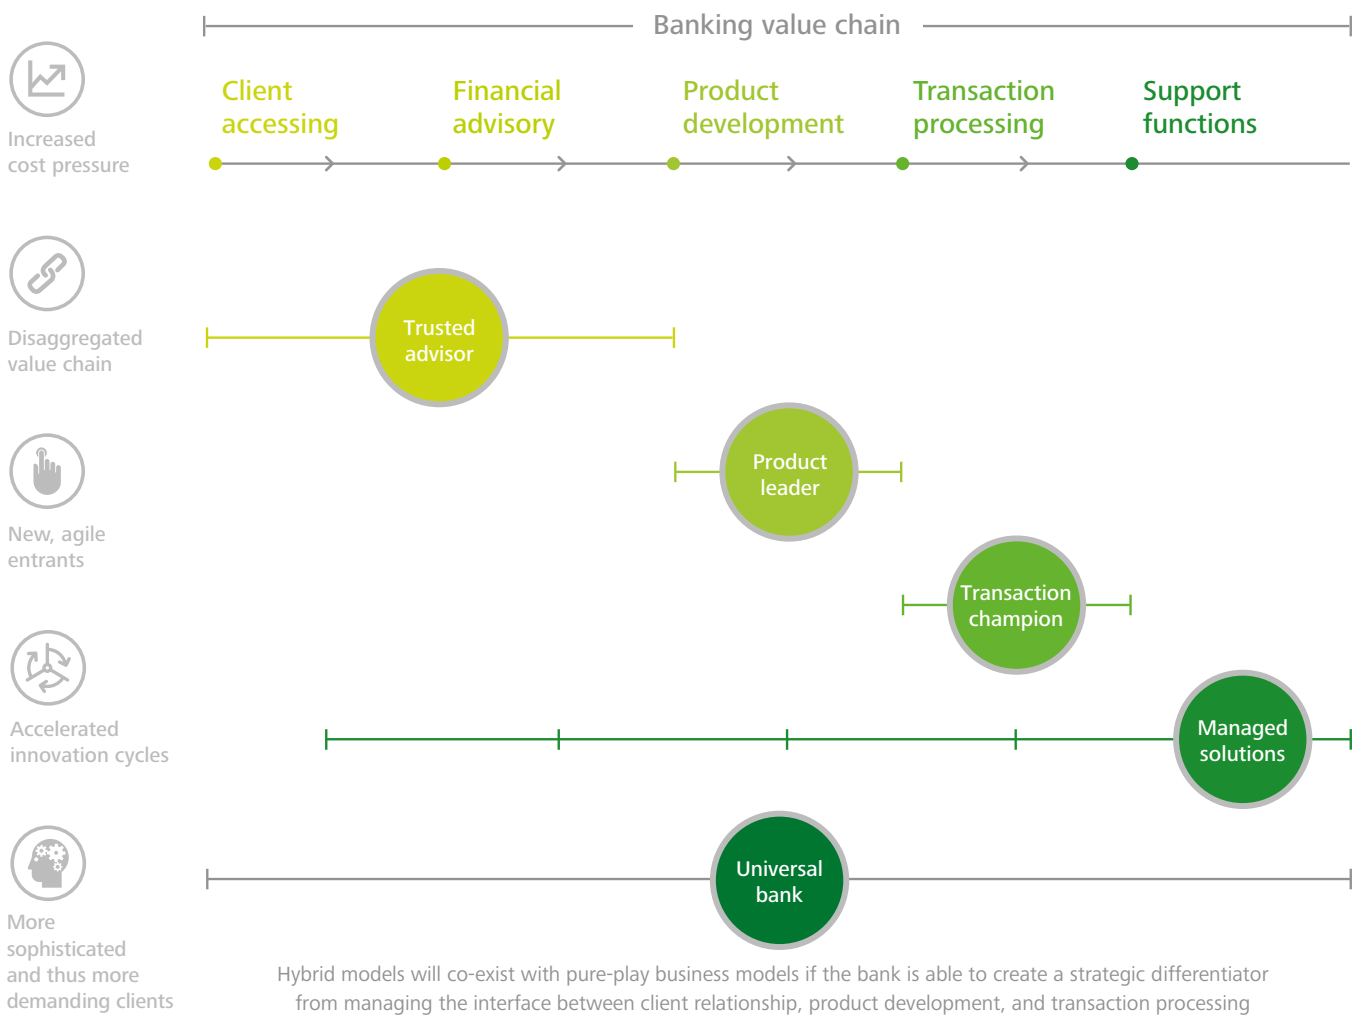 Banking value chain
Client
accessing
Financial
advisory
Product
development
Transaction
processing
Support
functions
Increased
cost pressure
Disaggregated
value chain
New, agile
entrants
Accelerated
innovation cycles
More
sophisticated
and thus more
demanding clients
Trusted
advisor
Product
leader
Transaction
champion
Managed
solutions
Universal
bank
Hybrid models will co-exist with pure-play business models if the bank is able to create a strategic differentiator
from managing the interface between client relationship, product development, and transaction processing